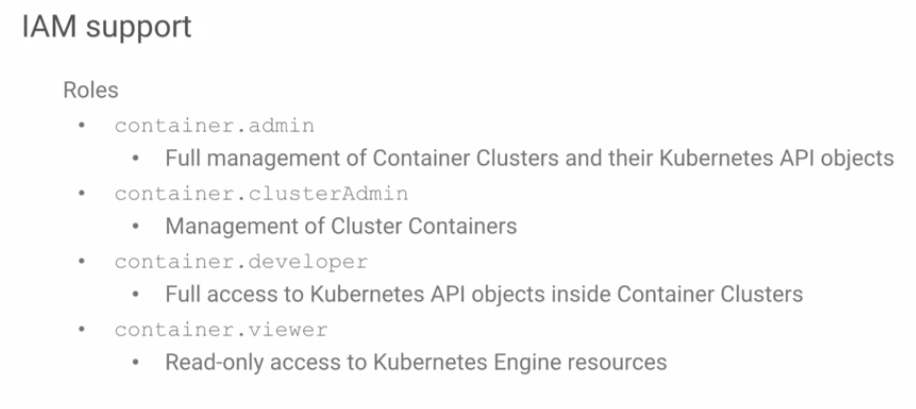 IAM support
Roles
• container.admin
• Full management of Container Clusters and their Kubernetes API objects
• container.clusterAdmin
• Management of Cluster Containers
• container.developer
• Full access to Kubernetes API objects inside Container Clusters
• container.viewer
• Read-only access to Kubernetes Engine resources